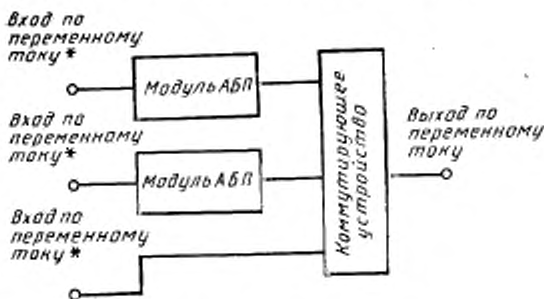 Вход по
переменному
току*
Модуль АБП
Вход по
переменному
току*
Модуль АБП
Вход по
переменному
току*
Коммутирующее
устройство
Выход по
переменному
току